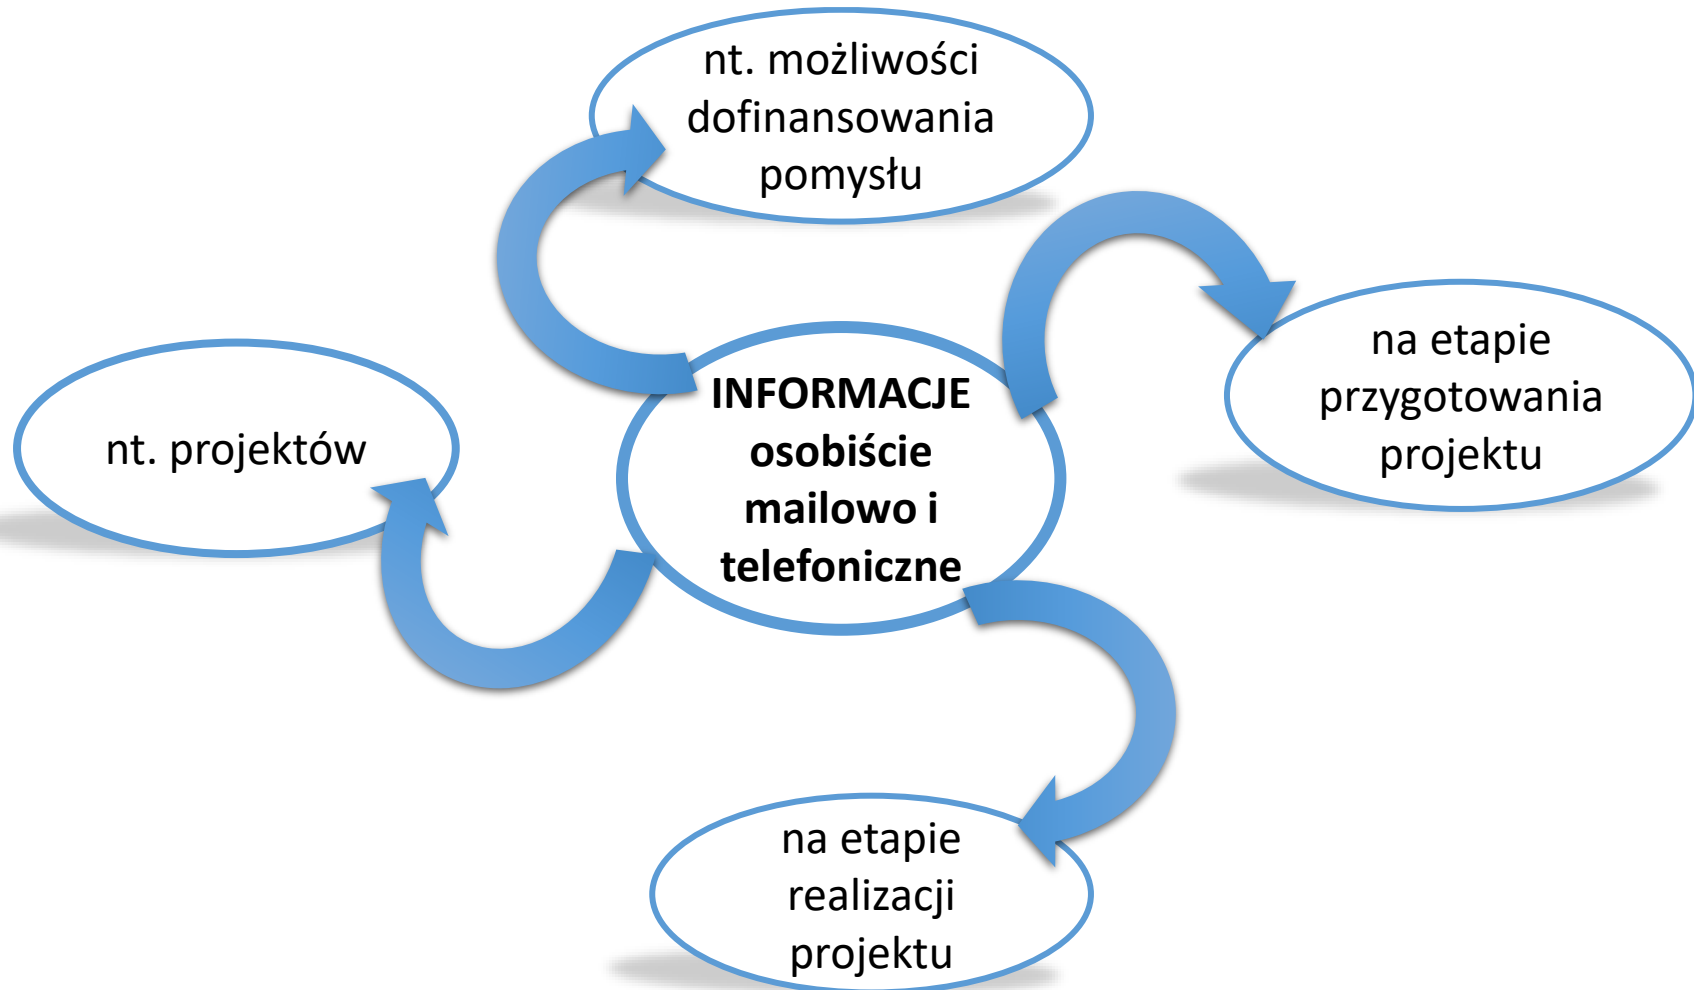 nt. możliwości
dofinansowania
pomysłu
na etapie
przygotowania
projektu
nt. projektów
INFORMACJE
osobiście
mailowo i
telefoniczne
na etapie
realizacji
projektu